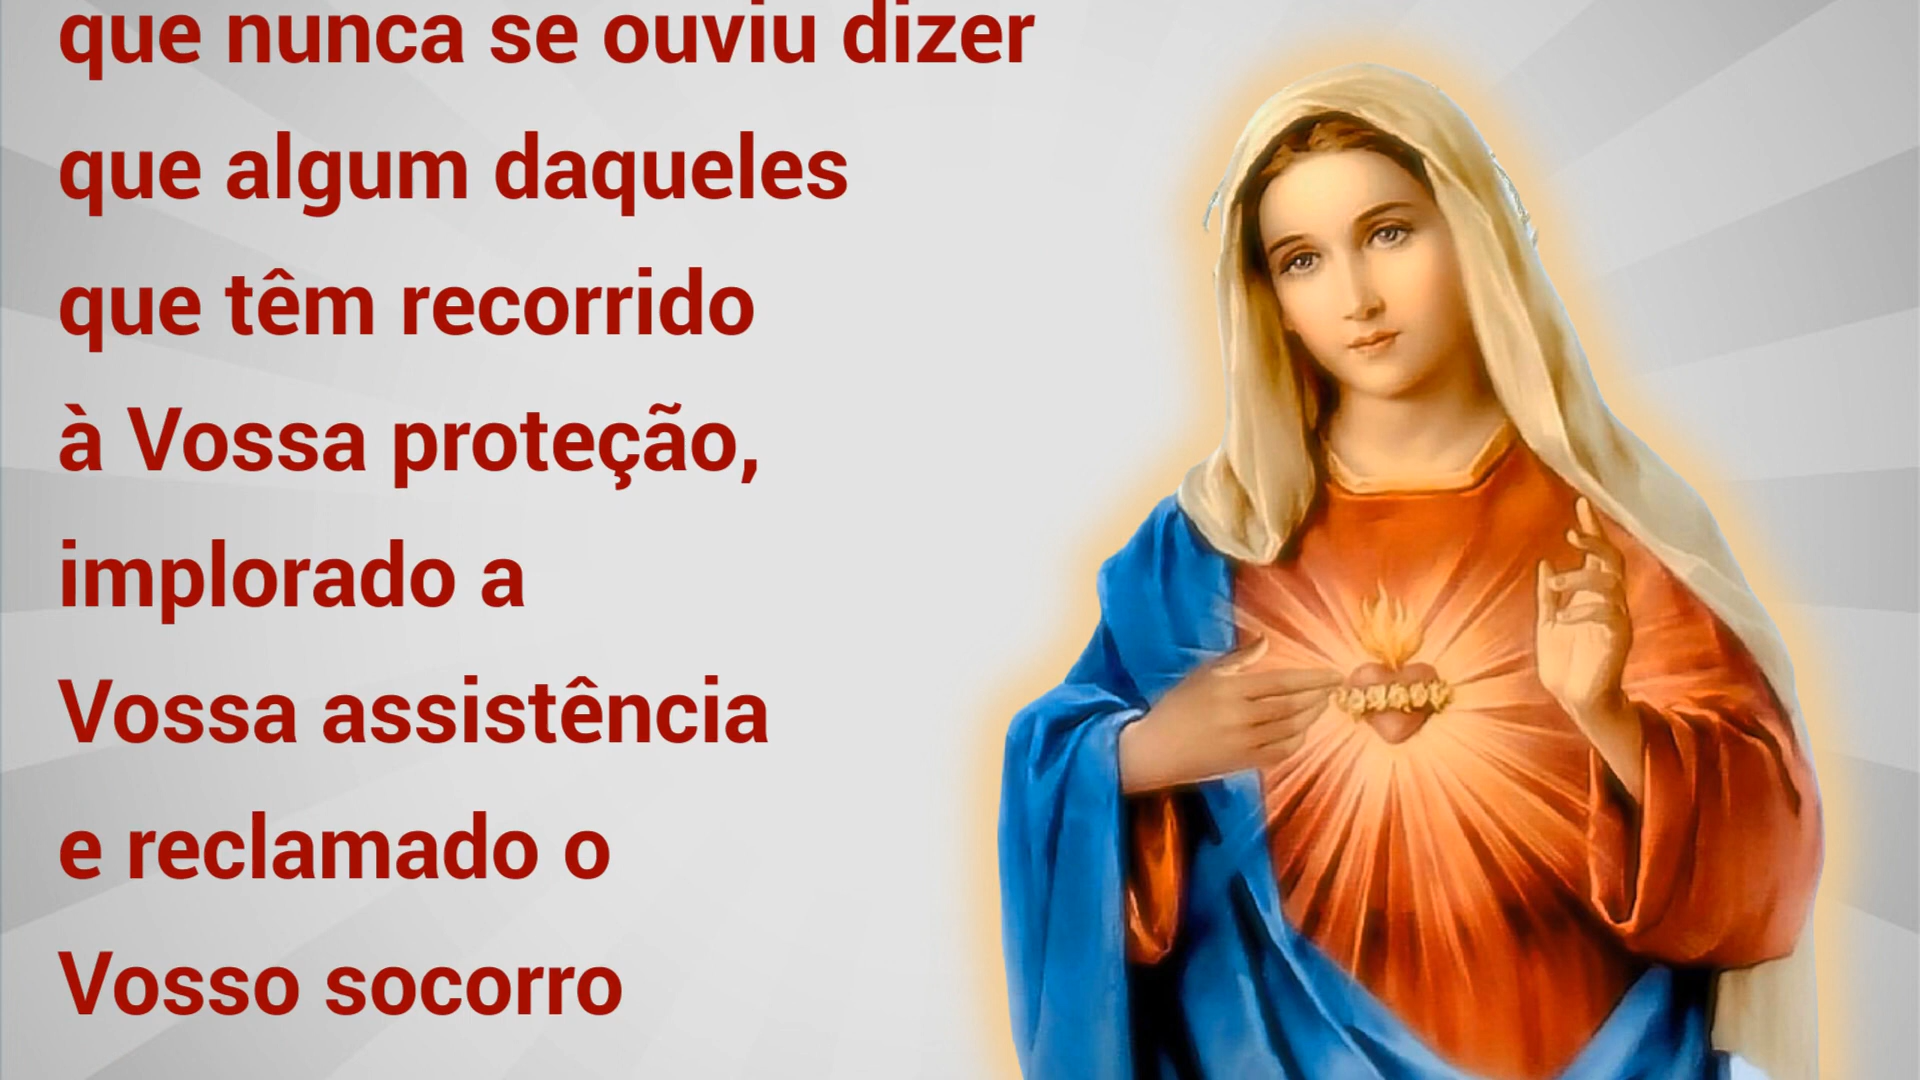 que nunca se ouviu dizer
que algum daqueles
que têm recorrido
à Vossa proteção,
implorado a
Vossa assistência
e reclamado o
Vosso socorro